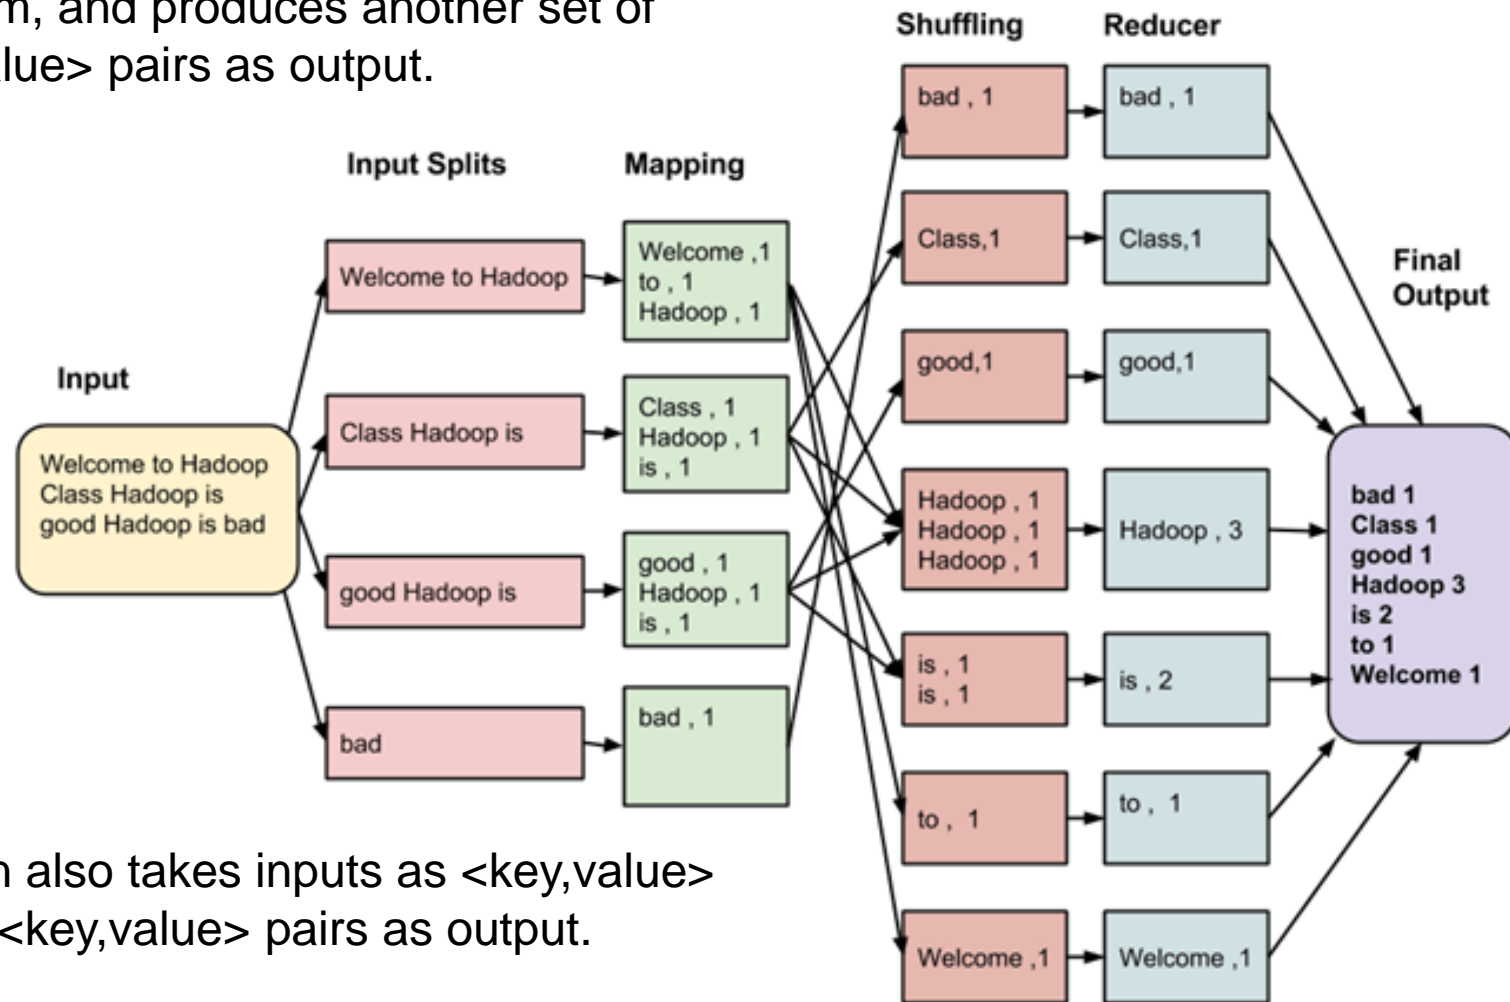 m, and produces another set of
lue> pairs as output.
Input
Welcome to Hadoop
Class Hadoop is
good Hadoop is bad
Input Splits
Welcome to Hadoop
Class Hadoop is
good Hadoop is
bad
Mapping
Welcome ,1
to , 1
Hadoop , 1
Class , 1
Hadoop , 1
is , 1
good , 1
Hadoop , 1
is , 1
bad , 1
Shuffling
bad , 1
Class,1
good,1
Hadoop , 1
Hadoop , 1
Hadoop , 1
is , 1
is , 1
to , 1
Welcome ,1
Reducer
bad , 1
Class,1
good,1
Hadoop , 3
is , 2
to , 1
Welcome ,1
Final
Output
bad 1
Class 1
good 1
Hadoop 3
is 2
to 1
Welcome 1
n also takes inputs as <key,value>
<key,value> pairs as output.